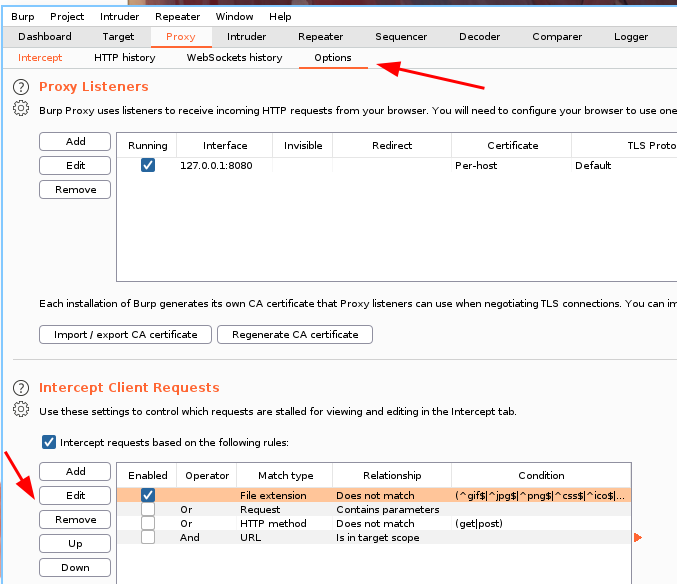 Burp Project Intruder Repeater Window Help
Dashboard Target Proxy Intruder Repeater Sequencer Decoder Comparer Logger
Intercept HTTP history WebSockets history Options
Proxy Listeners
Burp Proxy uses listeners to receive incoming HTTP requests from your browser. You will need to configure your browser to use one
Add
Running Interface Invisible Redirect Certificate TLS Proto
Edit
127.0.0.1:8080 Per-host Default
Remove
Each installation of Burp generates its own CA certificate that Proxy listeners can use when negotiating TLS connections. You can im
Import / export CA certificate Regenerate CA certificate
Intercept Client Requests
Use these settings to control which requests are stalled for viewing and editing in the Intercept tab.
Intercept requests based on the following rules:
Add
Enabled Operator Match type Relationship Condition
Edit
File extension Does not match (^gif$|^jpg$|^png$|^css$|^ico$|...
Or Request Contains parameters
Remove
Or HTTP method Does not match (get|post)
Up
And URL Is in target scope
Down